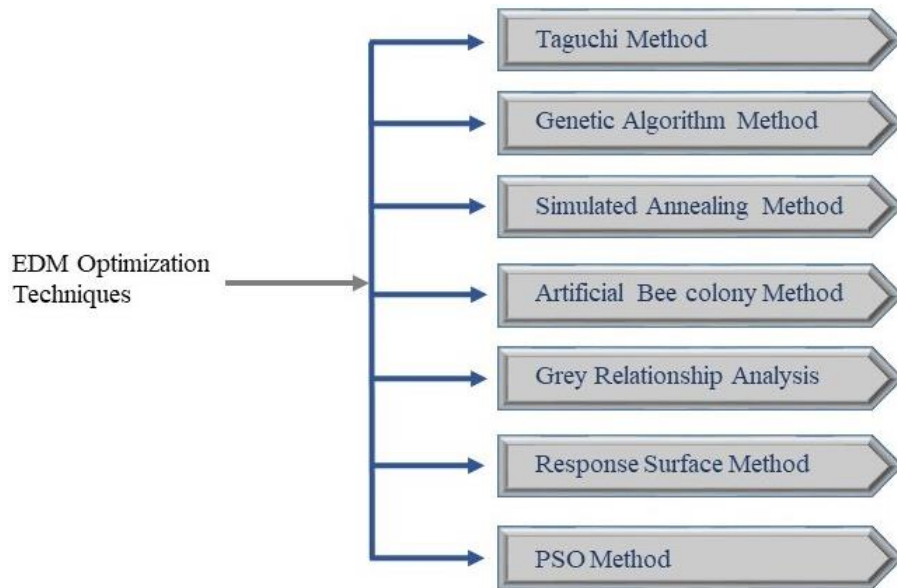 Taguchi Method
Genetic Algorithm Method
Simulated Annealing Method
EDM Optimization
Techniques
Artificial Bee colony Method
Grey Relationship Analysis
Response Surface Method
PSO Method